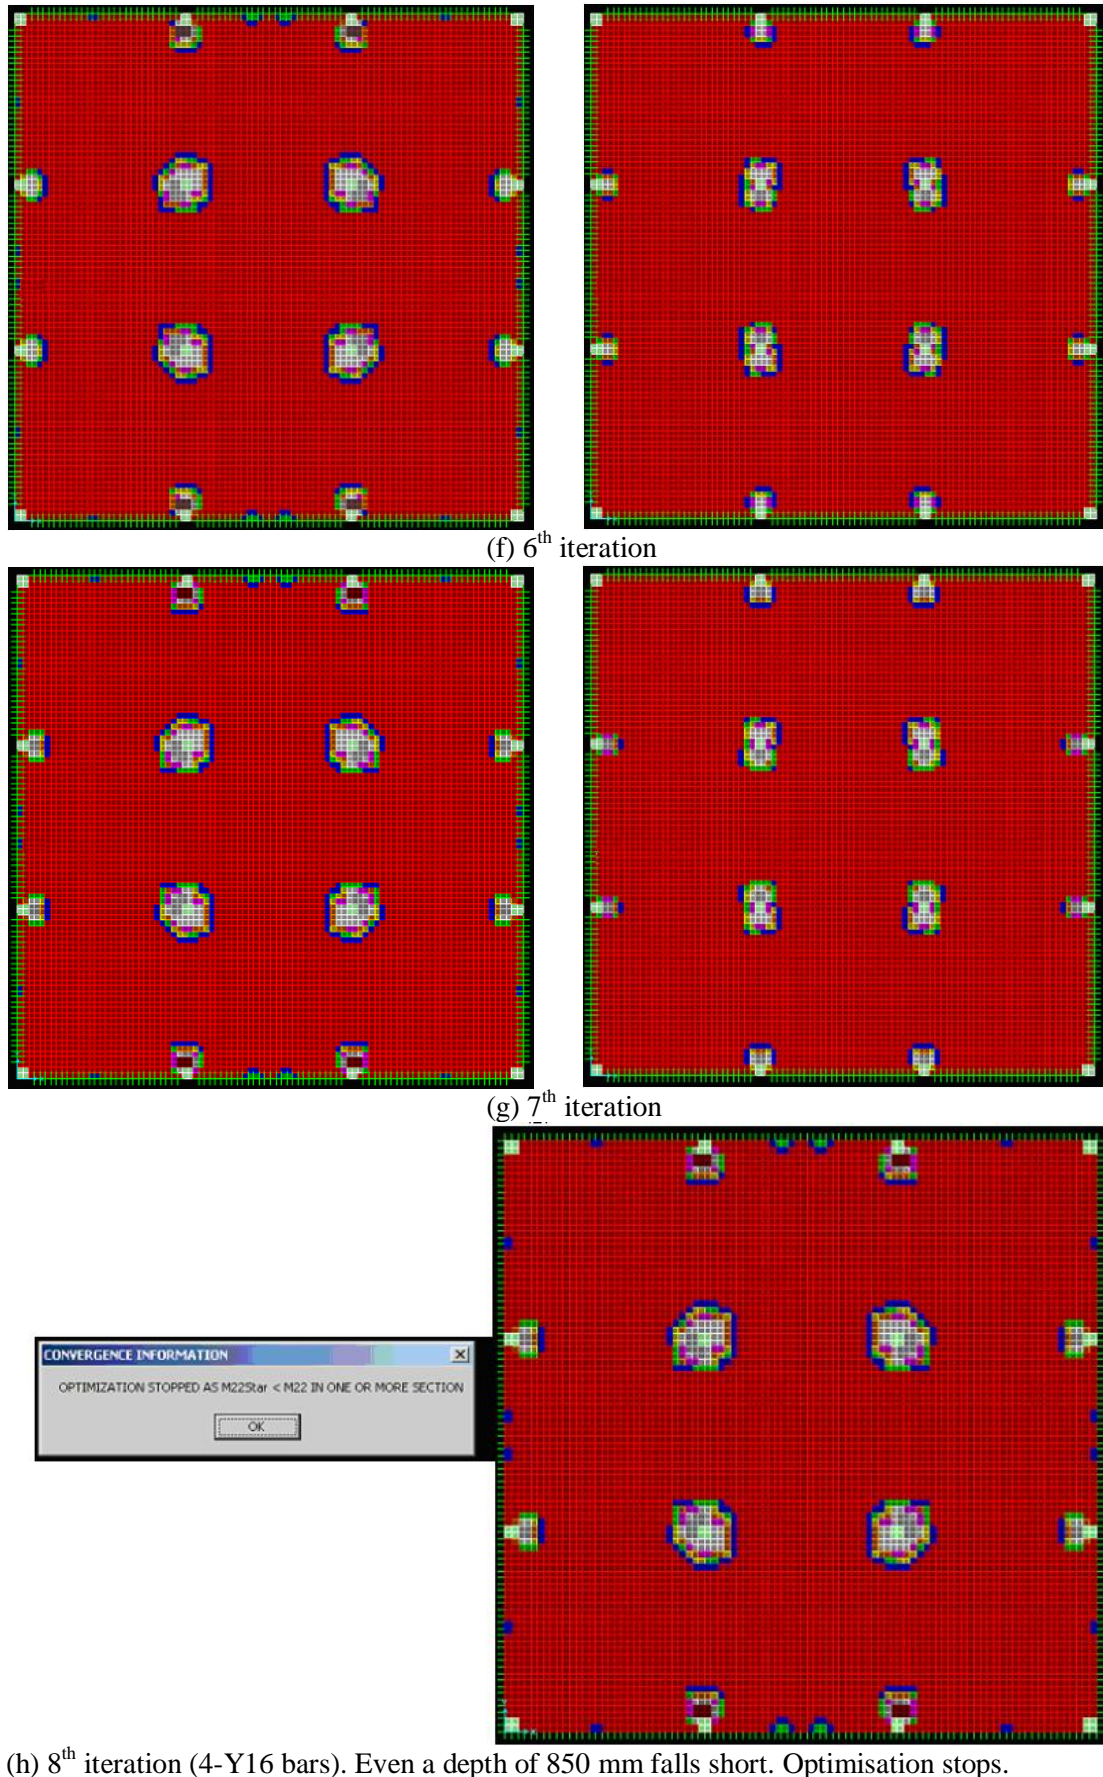 (f) 6th iteration
(g) 7th iteration
CONVERGENCE INFORMATION
OPTIMIZATION STOPPED AS M22Star < M22 IN ONE OR MORE SECTION
OK
(h) 8th iteration (4-Y16 bars). Even a depth of 850 mm falls short. Optimisation stops.